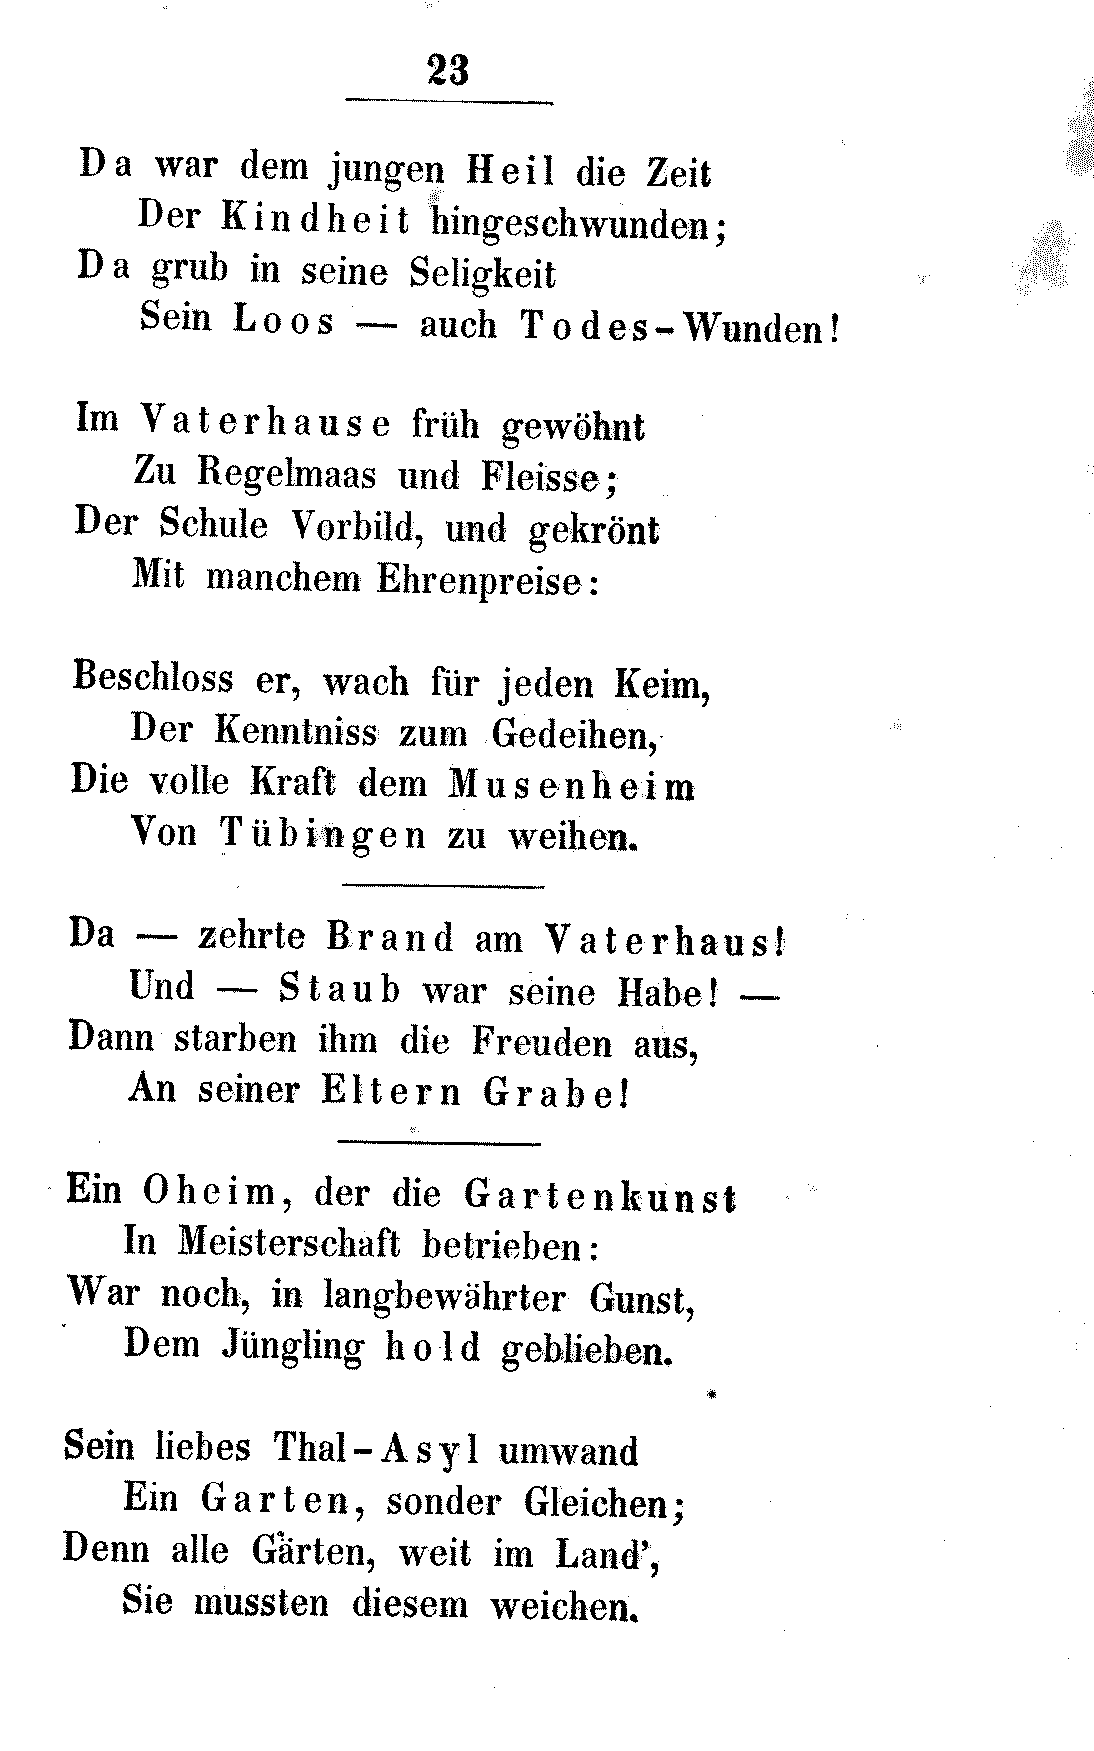 23
Da war dem jungen Heil die Zeit
Der Kindheit hingeschwunden;
Da grub in seine Seligkeit
Sein Loos — auch Todes-Wunden!
Im Vaterhause früh gewöhnt
Zu Regelmaas und Fleisse;
Der Schule Vorbild, und gekrönt
Mit manchem Ehrenpreise:
Beschloss er, wach für jeden Keim,
Der Kenntniss zum Gedeihen,
Die volle Kraft dem Musenheim
Von Tübingen zu weihen.
Da — zehrte Brand am Vaterhaus!
Und — Staub war seine Habe! —
Dann starben ihm die Freuden aus,
An seiner Eltern Grabe!
Ein Oheim, der die Gartenkunst
In Meisterschaft betrieben:
War noch, in langbewährter Gunst,
Dem Jüngling hold geblieben.
Sein liebes Thal-Asyl umwand
Ein Garten, sonder Gleichen;
Denn alle Gärten, weit im Land',
Sie mussten diesem weichen.